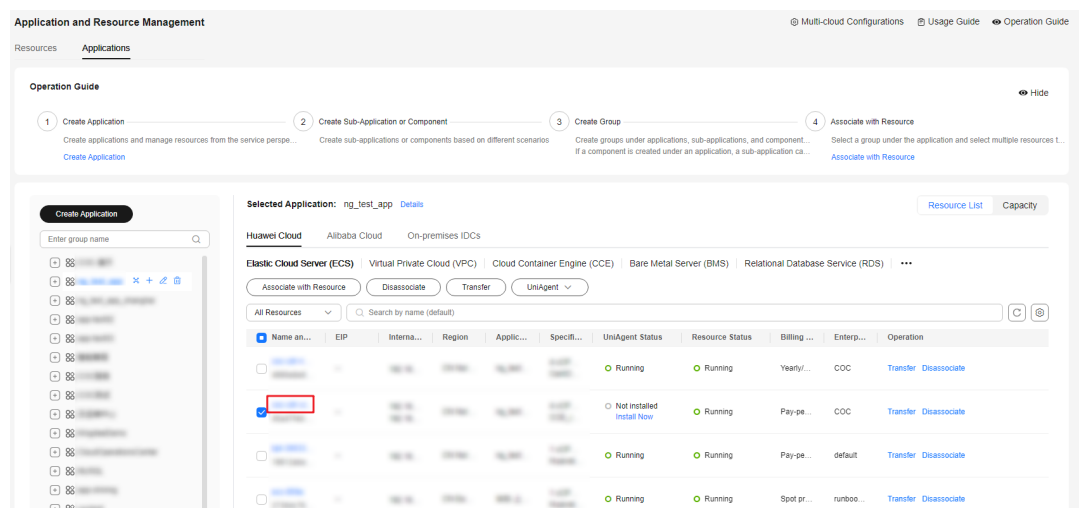 Application and Resource Management
Multi-cloud Configurations Usage Guide Operation Guide
Resources Applications
Operation Guide
Hide
1 Create Application 2 Create Sub-Application or Component 3 Create Group 4 Associate with Resource
Create applications and manage resources from the service perspe... Create sub-applications or components based on different scenarios Create groups under applications, sub-applications, and component... Select a group under the application and select multiple resources t...
If a component is created under an application, a sub-application ca...
Create Application Associate with Resource
Create Application
Selected Application: ng_test_app Details
Resource List Capacity
Enter group name
Huawei Cloud Alibaba Cloud On-premises IDCs
Elastic Cloud Server (ECS) Virtual Private Cloud (VPC) Cloud Container Engine (CCE) Bare Metal Server (BMS) Relational Database Service (RDS) •••
Associate with Resource Disassociate Transfer UniAgent
All Resources Search by name (default)
Name an... EIP Interna... Region Applic... Specifi... UniAgent Status Resource Status Billing ... Enterp... Operation
Running Running Yearly/... COC Transfer Disassociate
Not installed
Install Now
Running Pay-pe... COC Transfer Disassociate
Running Running Pay-pe... default Transfer Disassociate
Running Running Spot pr... runboo... Transfer Disassociate